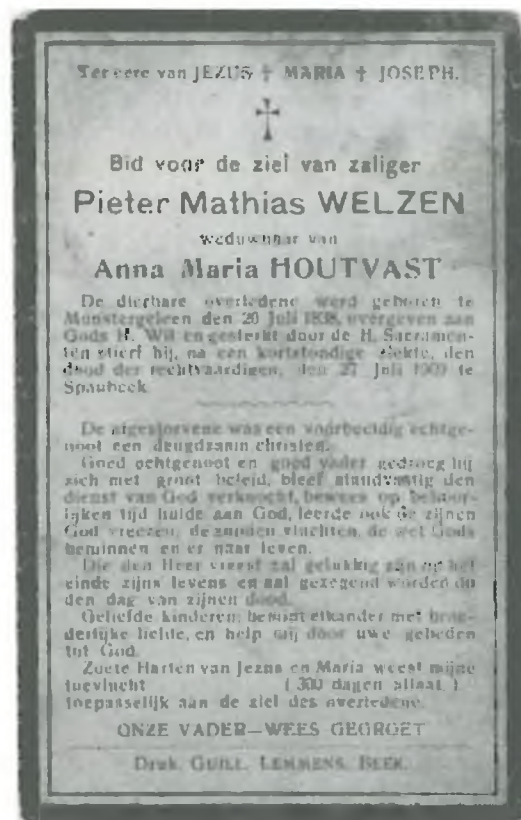 Ter eere van JEZUS † MARIA † JOSEPH.
Bid voor de ziel van zaliger
Pieter Mathias WELZEN
weduwnaar van
Anna Maria HOUTVAST
De dierbare overledene werd geboren te
Munstergeleen den 20 Juli 1838, overgeven aan
Gods H. Wil en gesterkt door de H. Sacramen-
ten stierf hij, na een kortstondige ziekte, den
dood der rechtvaardigen, den 27 Juli 1909 te
Spaubeek.
De afgestorvene was een voorbeeldig echtge-
noot een deugdzaam christen.
Goed echtgenoot en goed vader gedroeg hij
zich met groot beleid, bleef standvastig den
dienst van God verknocht, bewees op behoor-
lijken tijd hulde aan God, leerde ook de zijnen
God vreezen, de zonden vluchten, de wet Gods
beminnen en er naar leven.
Die den Heer vreest zal gelukkig zijn op het
einde zijns levens en zal gezegend worden du
den dag van zijnen dood.
Geliefde kinderen, bemint elkander met broe-
derlijke liefde, en help mij door uwe gebeden
tot God.
Zoete Harten van Jezus en Maria weest mijne
toevlucht ( 300 dagen aflaat )
toepasselijk aan de ziel des overledene.
ONZE VADER—WEES GEGROET
Druk. GUILL. LEMMENS, BEEK.